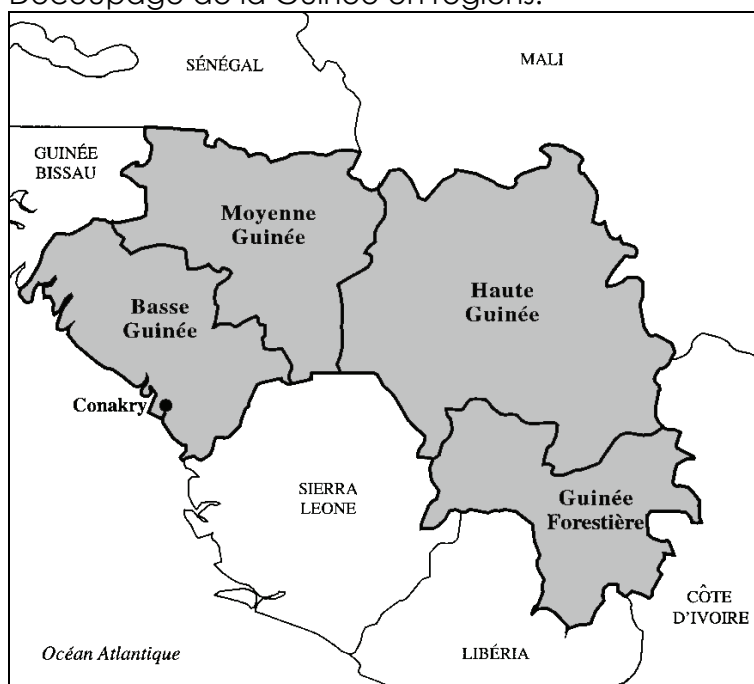 Découpage de la Guinée en régions.
SÉNÉGAL
MALI
GUINÉE
BISSAU
Moyenne
Guinée
Haute
Guinée
Basse
Guinée
Conakry
SIERRA
LEONE
Guinée
Forestière
CÔTE
D'IVOIRE
LIBÉRIA
Océan Atlantique